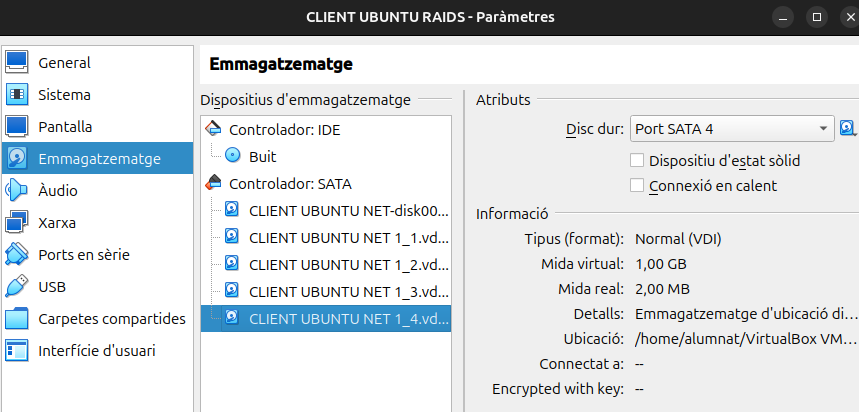 CLIENT UBUNTU RAIDS - Paràmetres
General
Sistema
Pantalla
Emmagatzematge
Àudio
Xarxa
Ports en sèrie
USB
Carpetes compartides
Interfície d'usuari
Emmagatzematge
Dispositius d'emmagatzematge
Controlador: IDE
Buit
Controlador: SATA
CLIENT UBUNTU NET-disk00...
CLIENT UBUNTU NET 1_1.vd...
CLIENT UBUNTU NET 1_2.vd...
CLIENT UBUNTU NET 1_3.vd...
CLIENT UBUNTU NET 1_4.vd...
Atributs
Disc dur: Port SATA 4
Dispositiu d'estat sòlid
Connexió en calent
Informació
Tipus (format): Normal (VDI)
Mida virtual: 1,00 GB
Mida real: 2,00 MB
Detalls: Emmagatzematge d'ubicació di...
Ubicació: /home/alumnat/VirtualBox VM...
Connectat a: --
Encrypted with key: --